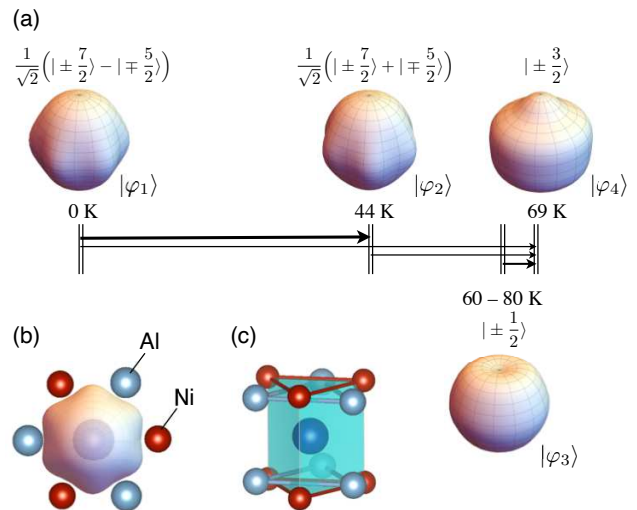 (a)
1/√2 (| ± 7/2⟩ − | ∓ 5/2⟩)
1/√2 (| ± 7/2⟩ + | ∓ 5/2⟩)
| ± 3/2⟩
|φ₁⟩
|φ₂⟩
|φ₄⟩
0 K
44 K
69 K
60 – 80 K
| ± 1/2⟩
(b)
Al
Ni
(c)
|φ₃⟩